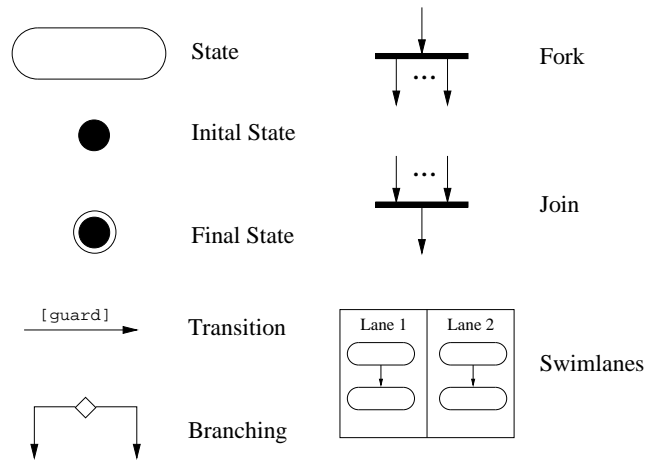 State
Inital State
Final State
[guard]
Transition
Branching
...
Fork
...
Join
Lane 1
Lane 2
Swimlanes